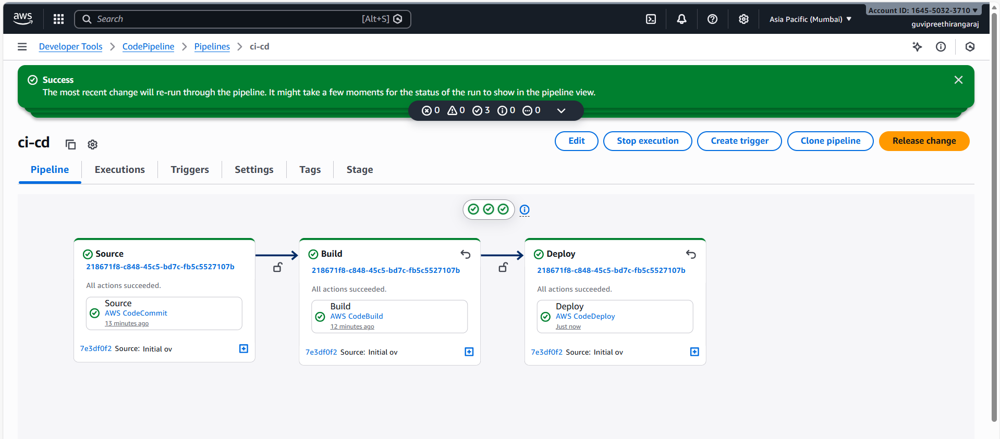 aws
Search [Alt+S]
Asia Pacific (Mumbai) ▼
Account ID: 1645-5032-3710 ▼
guvipreethirangaraj
Developer Tools > CodePipeline > Pipelines > ci-cd
Success
The most recent change will re-run through the pipeline. It might take a few moments for the status of the run to show in the pipeline view.
0 0 3 0 0
ci-cd
Edit
Stop execution
Create trigger
Clone pipeline
Release change
Pipeline
Executions
Triggers
Settings
Tags
Stage
Source
218671f8-c848-45c5-bd7c-fb5c5527107b
All actions succeeded.
Source
AWS CodeCommit
13 minutes ago
7e3df0f2 Source: Initial ov
Build
218671f8-c848-45c5-bd7c-fb5c5527107b
All actions succeeded.
Build
AWS CodeBuild
12 minutes ago
7e3df0f2 Source: Initial ov
Deploy
218671f8-c848-45c5-bd7c-fb5c5527107b
All actions succeeded.
Deploy
AWS CodeDeploy
Just now
7e3df0f2 Source: Initial ov